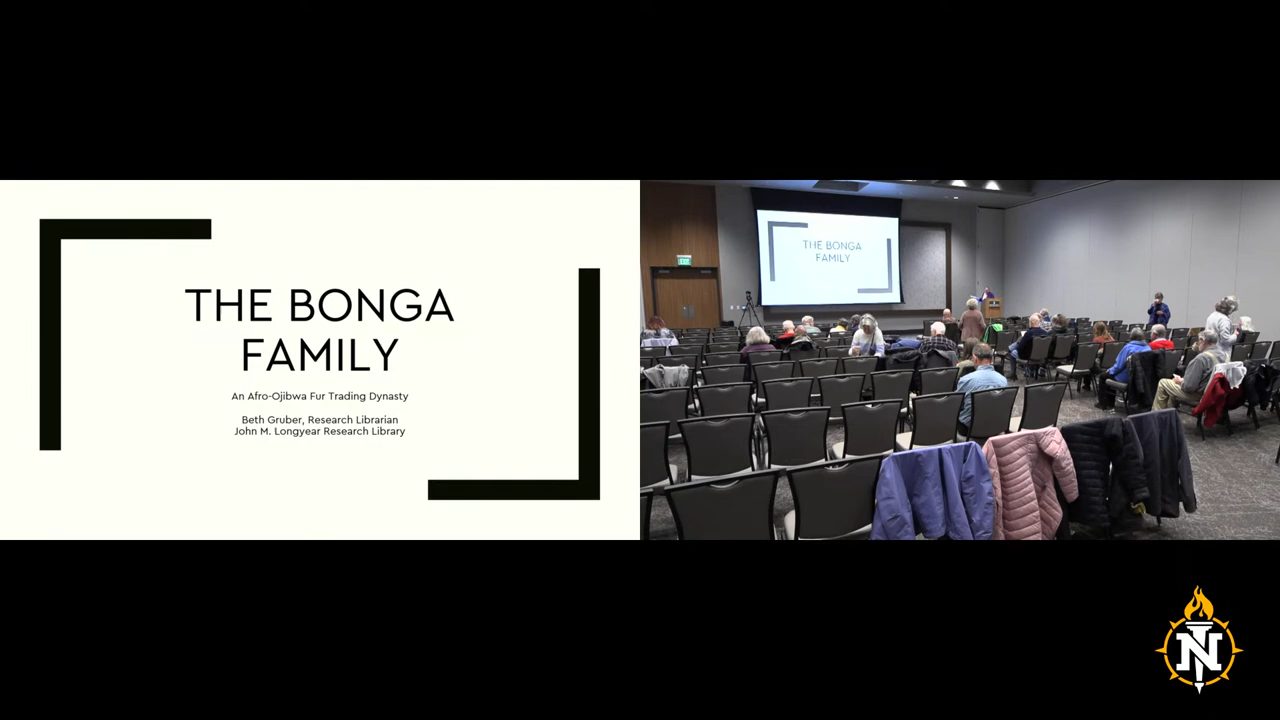 THE BONGA
FAMILY
An Afro-Ojibwa Fur Trading Dynasty
Beth Gruber, Research Librarian
John M. Longyear Research Library
THE BONGA
FAMILY
EXIT
N